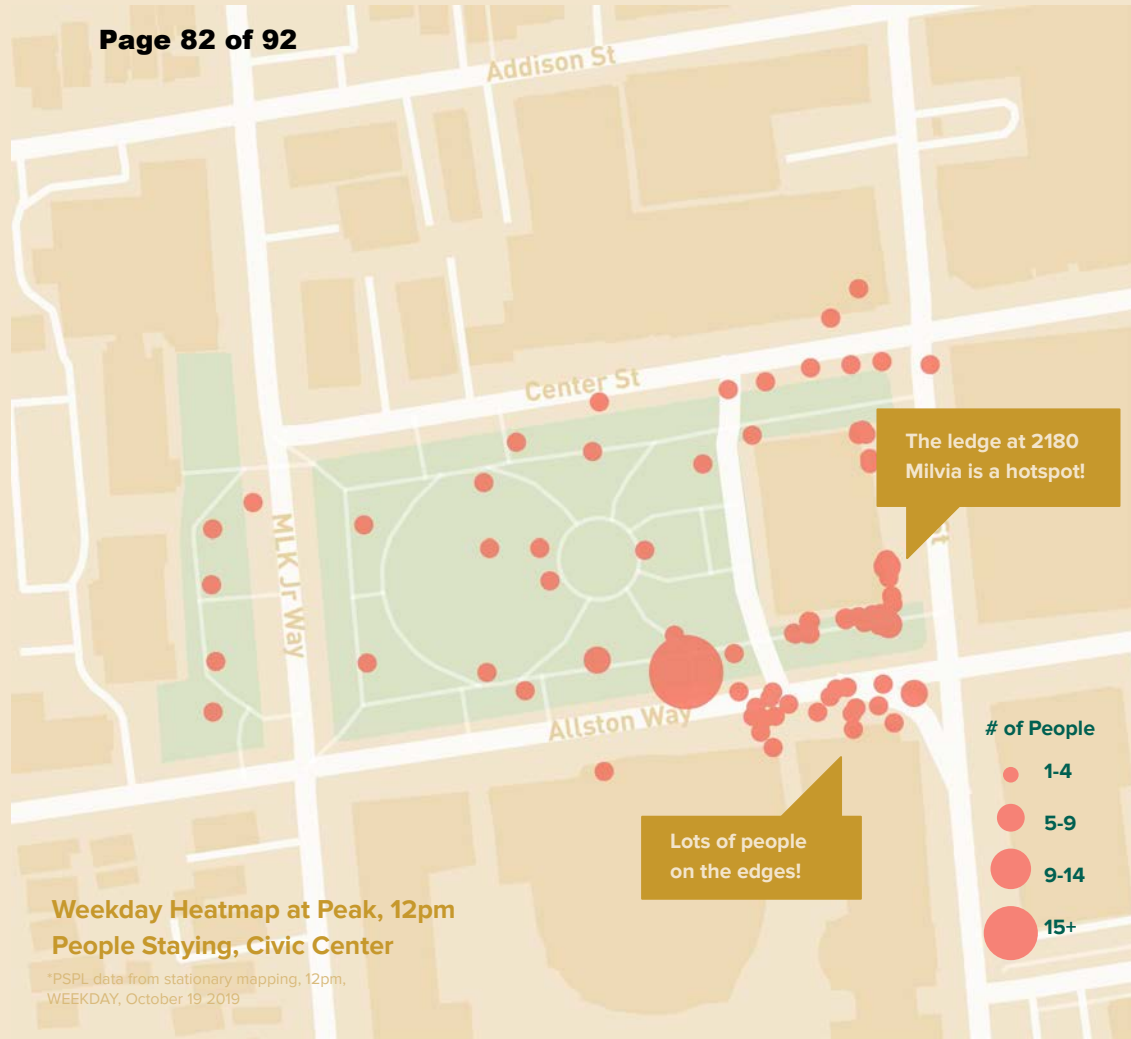 Page 82 of 92
Addison St
Center St
The ledge at 2180
Milvia is a hotspot!
St
MLK Jr Way
Allston Way
# of People
1-4
5-9
9-14
15+
Lots of people
on the edges!
Weekday Heatmap at Peak, 12pm
People Staying, Civic Center
*PSPL data from stationary mapping, 12pm,
WEEKDAY, October 19 2019